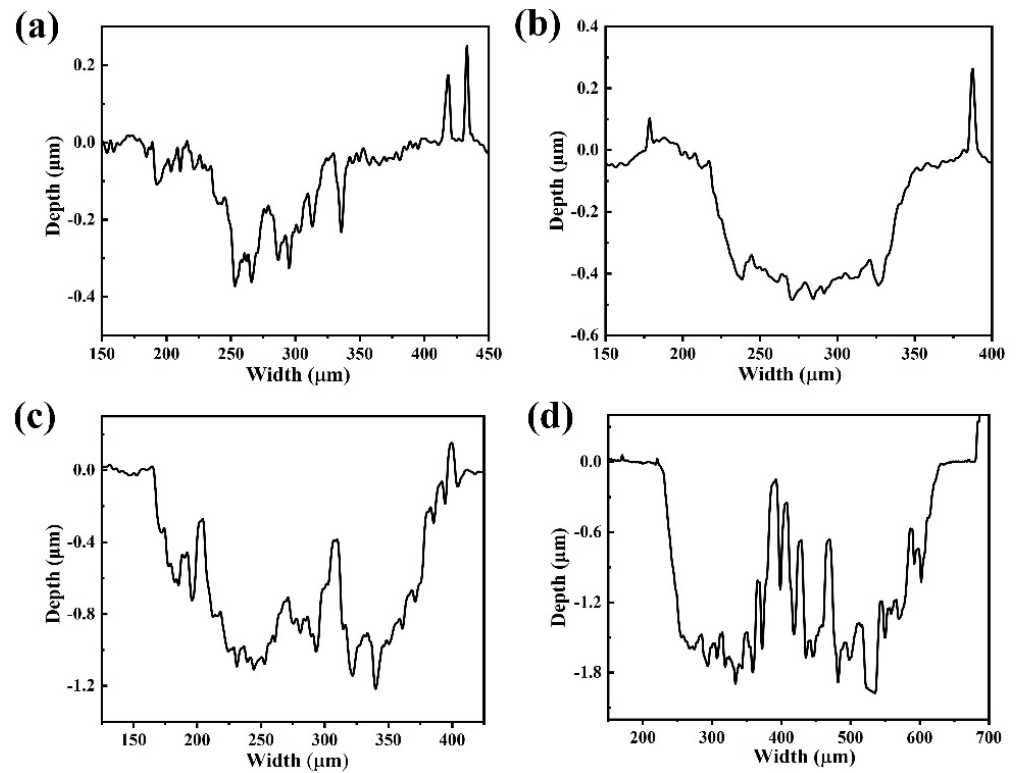 (a)
0.2
0.0
-0.2
-0.4
Depth (μm)
150 200 250 300 350 400 450
Width (μm)
(b)
0.4
0.2
0.0
-0.2
-0.4
-0.6
Depth (μm)
150 200 250 300 350 400
Width (μm)
(c)
0.0
-0.4
-0.8
-1.2
Depth (μm)
150 200 250 300 350 400
Width (μm)
(d)
0.0
-0.6
-1.2
-1.8
Depth (μm)
200 300 400 500 600 700
Width (μm)